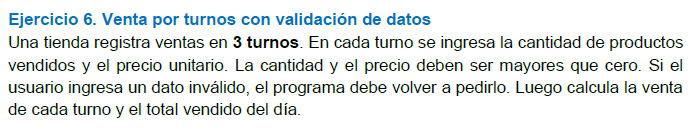 Ejercicio 6. Venta por turnos con validación de datos
Una tienda registra ventas en 3 turnos. En cada turno se ingresa la cantidad de productos
vendidos y el precio unitario. La cantidad y el precio deben ser mayores que cero. Si el
usuario ingresa un dato inválido, el programa debe volver a pedirlo. Luego calcula la venta
de cada turno y el total vendido del día.